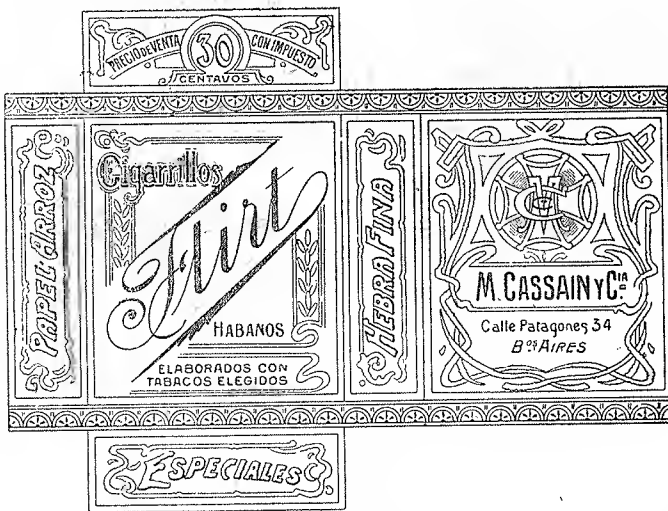 PRECIO DE VENTA 30 CON IMPUESTO
CENTAVOS
PAPEL ARROZ
Cigarrillos
Flirt
HABANOS
ELABORADOS CON
TABACOS ELEGIDOS
HEBRA FINA
M. CASSAIN Y CIA
Calle Patagones 34
Bos AIRES
ESPECIALES